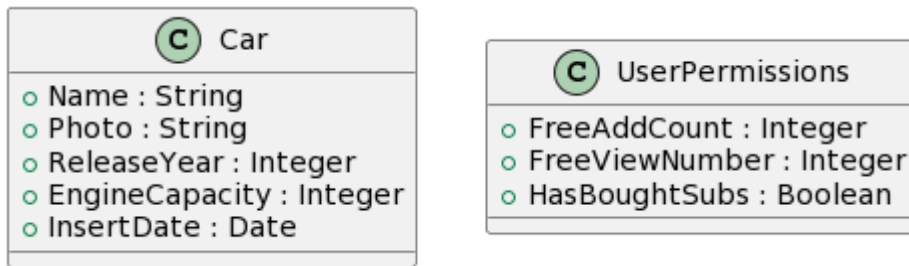 C Car
Name : String
Photo : String
ReleaseYear : Integer
EngineCapacity : Integer
InsertDate : Date
C UserPermissions
FreeAddCount : Integer
FreeViewNumber : Integer
HasBoughtSubs : Boolean